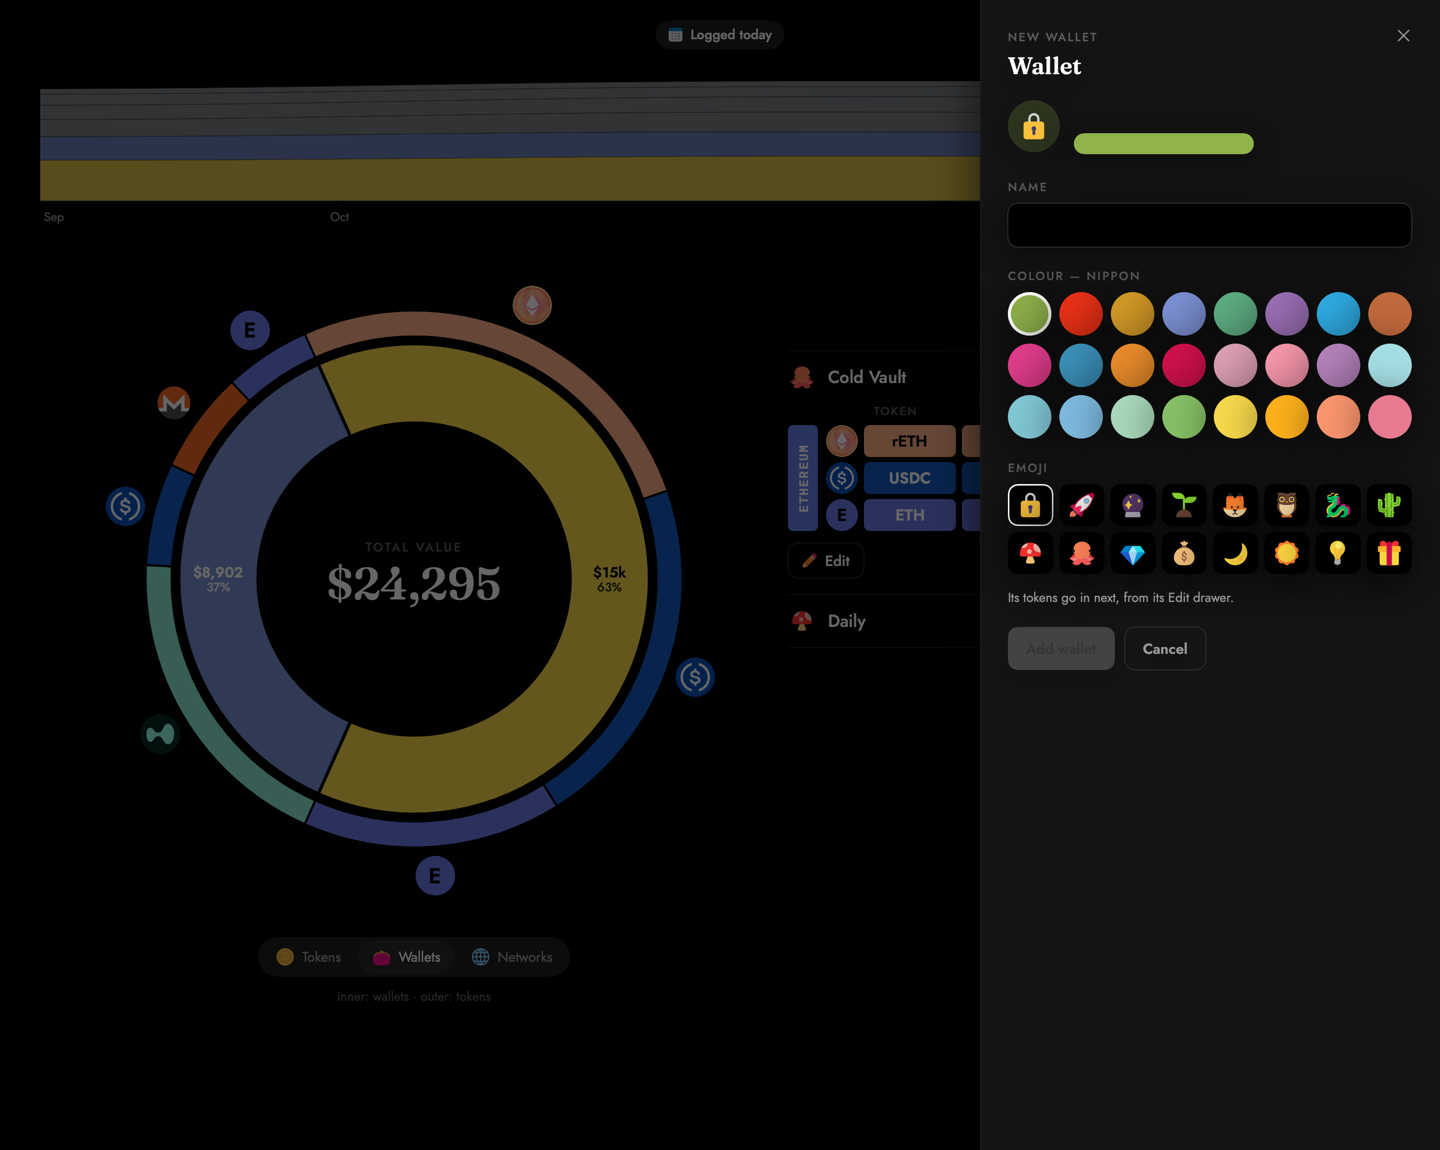 Logged today
Sep
Oct
E
TOTAL VALUE
$24,295
$8,902
37%
$15k
63%
E
Tokens
Wallets
Networks
inner: wallets - outer: tokens
Cold Vault
TOKEN
ETHEREUM
rETH
USDC
E
ETH
Edit
Daily
NEW WALLET
Wallet
NAME
COLOUR — NIPPON
EMOJI
Its tokens go in next, from its Edit drawer.
Add wallet
Cancel